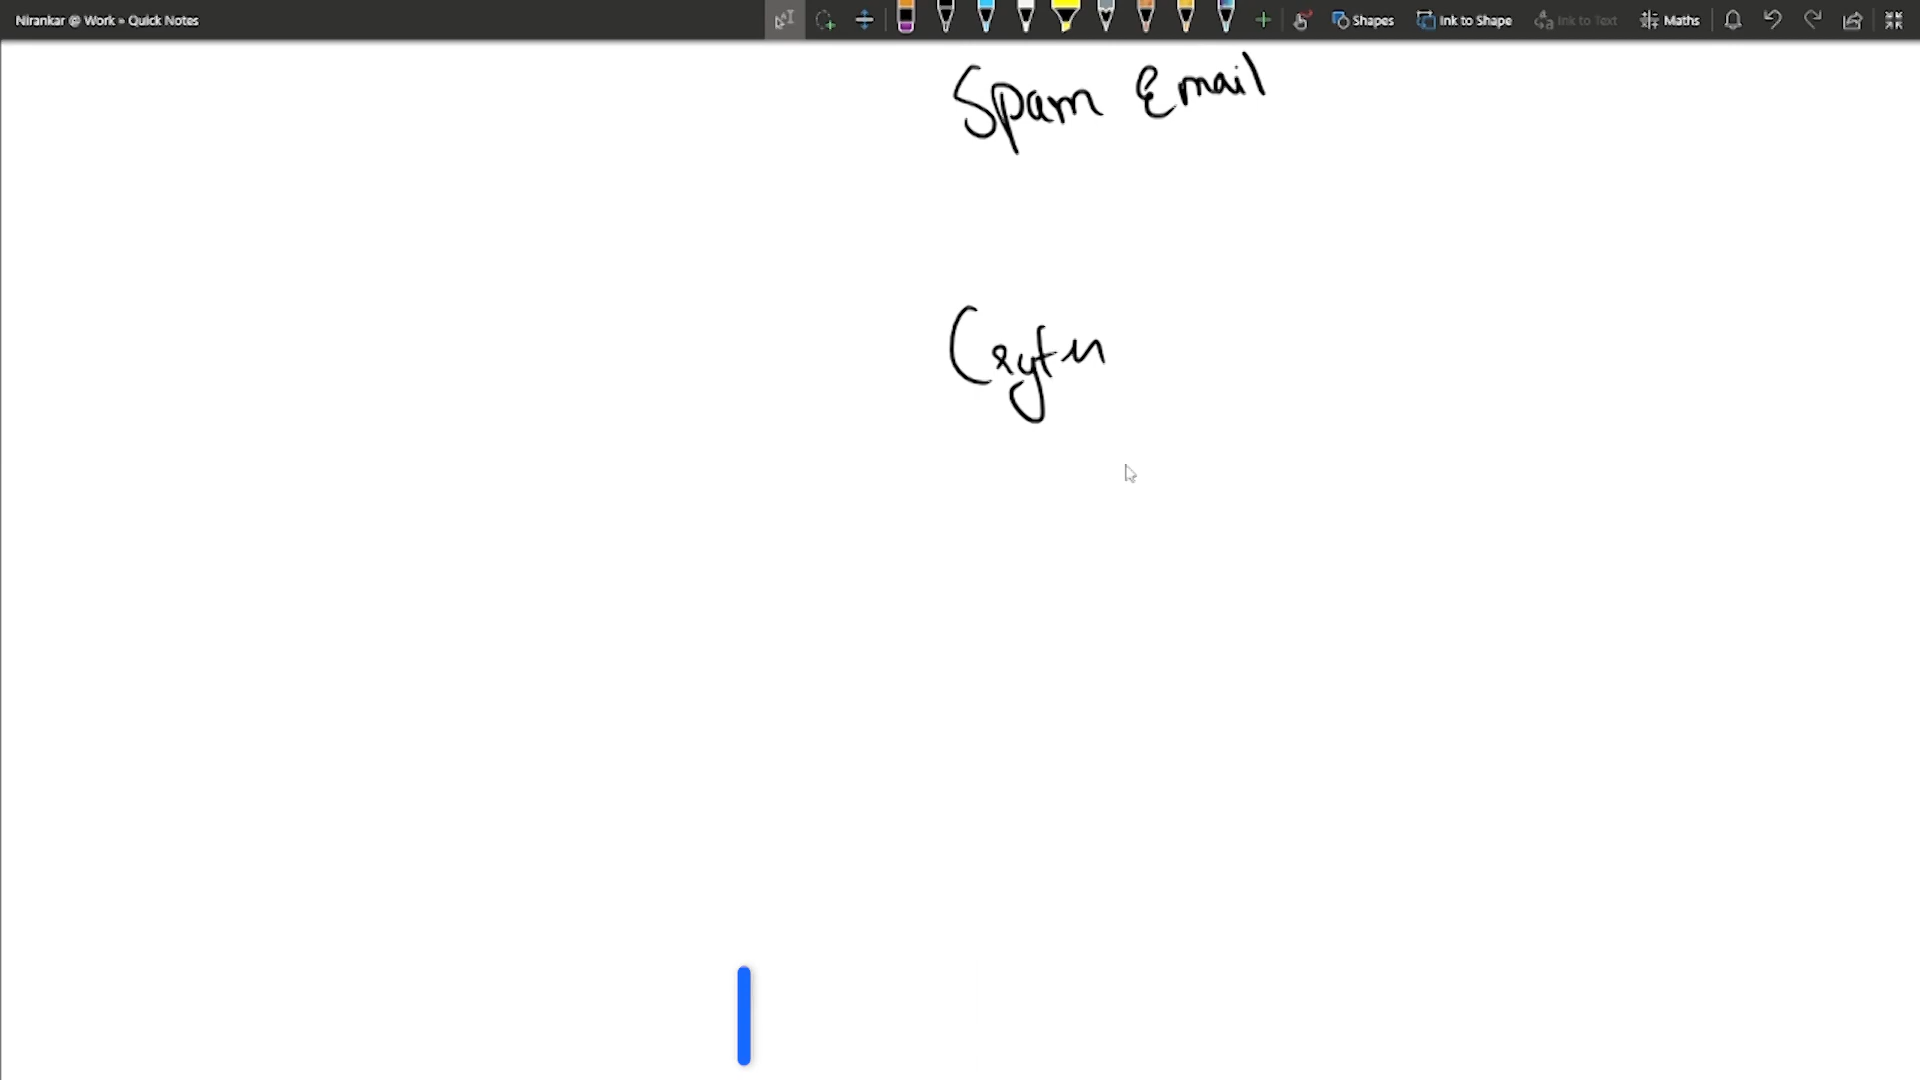 Nirankar @ Work » Quick Notes
Shapes Ink to Shape Ink to Text Maths
Spam Email